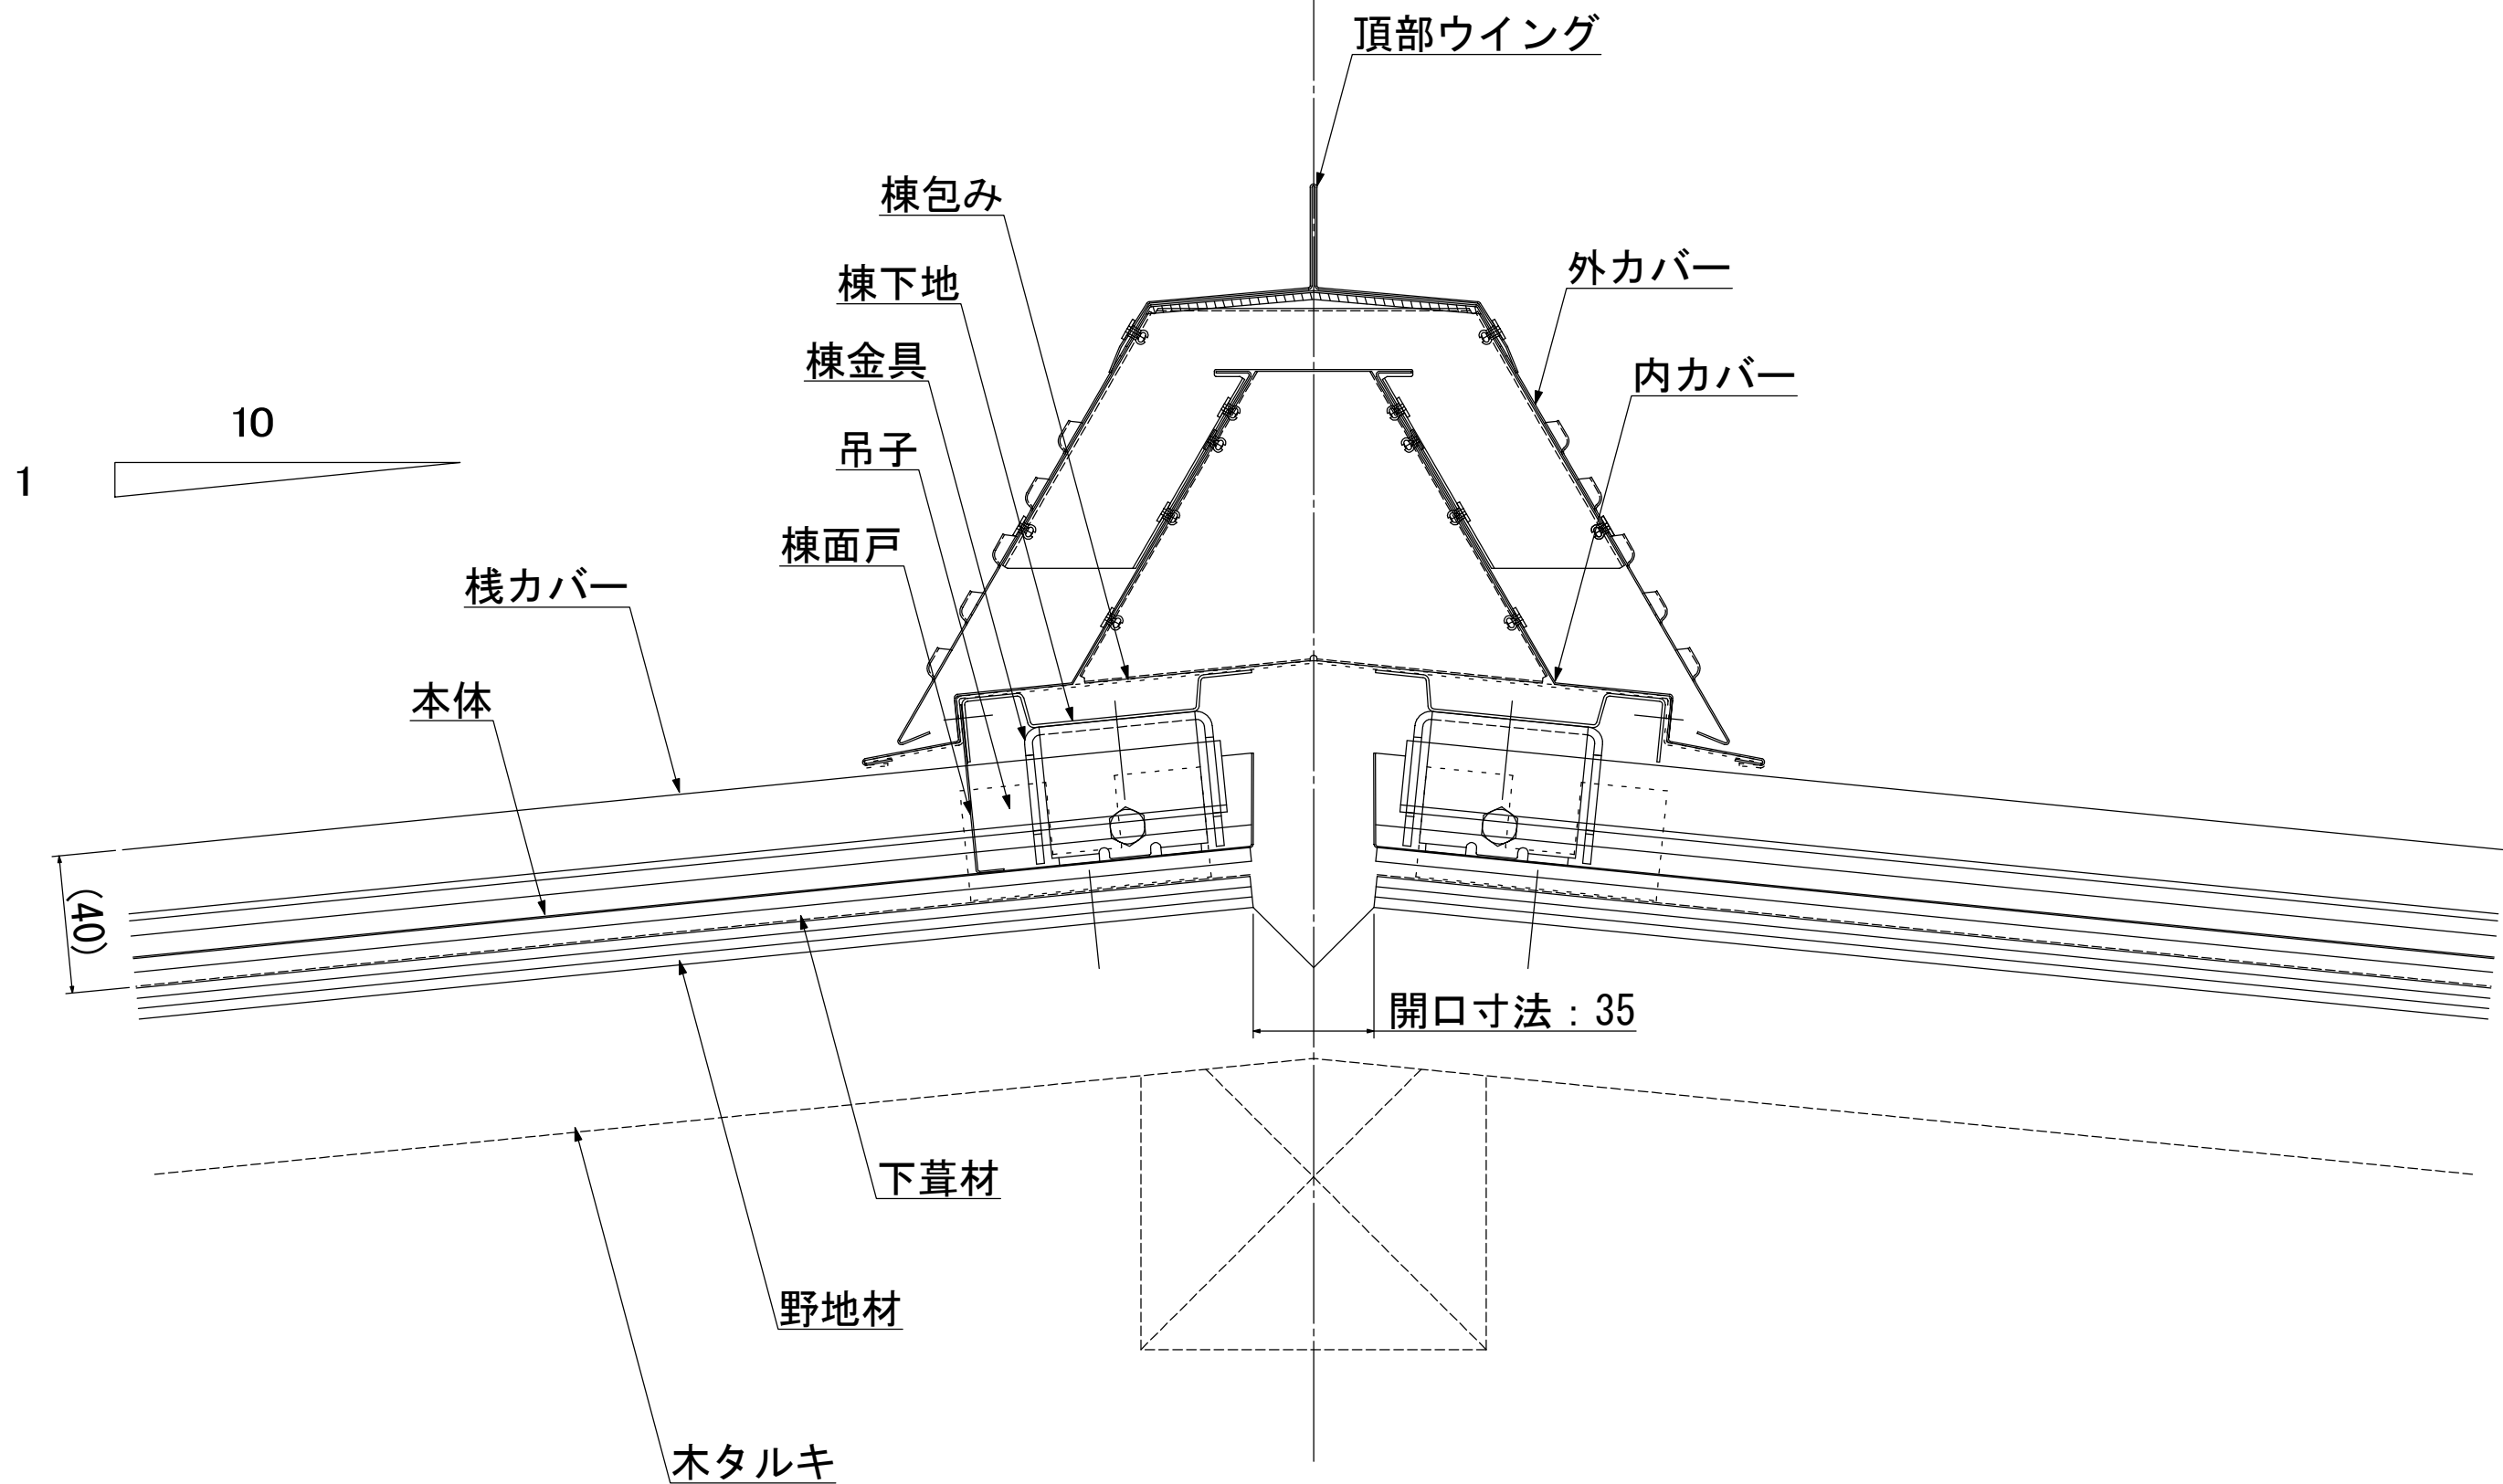 頂部ウイング
棟包み
外カバー
棟下地
棟金具
内カバー
10
吊子
1
棟面戸
桟カバー
本体
(40)
開口寸法：35
下葺材
野地材
木タルキ